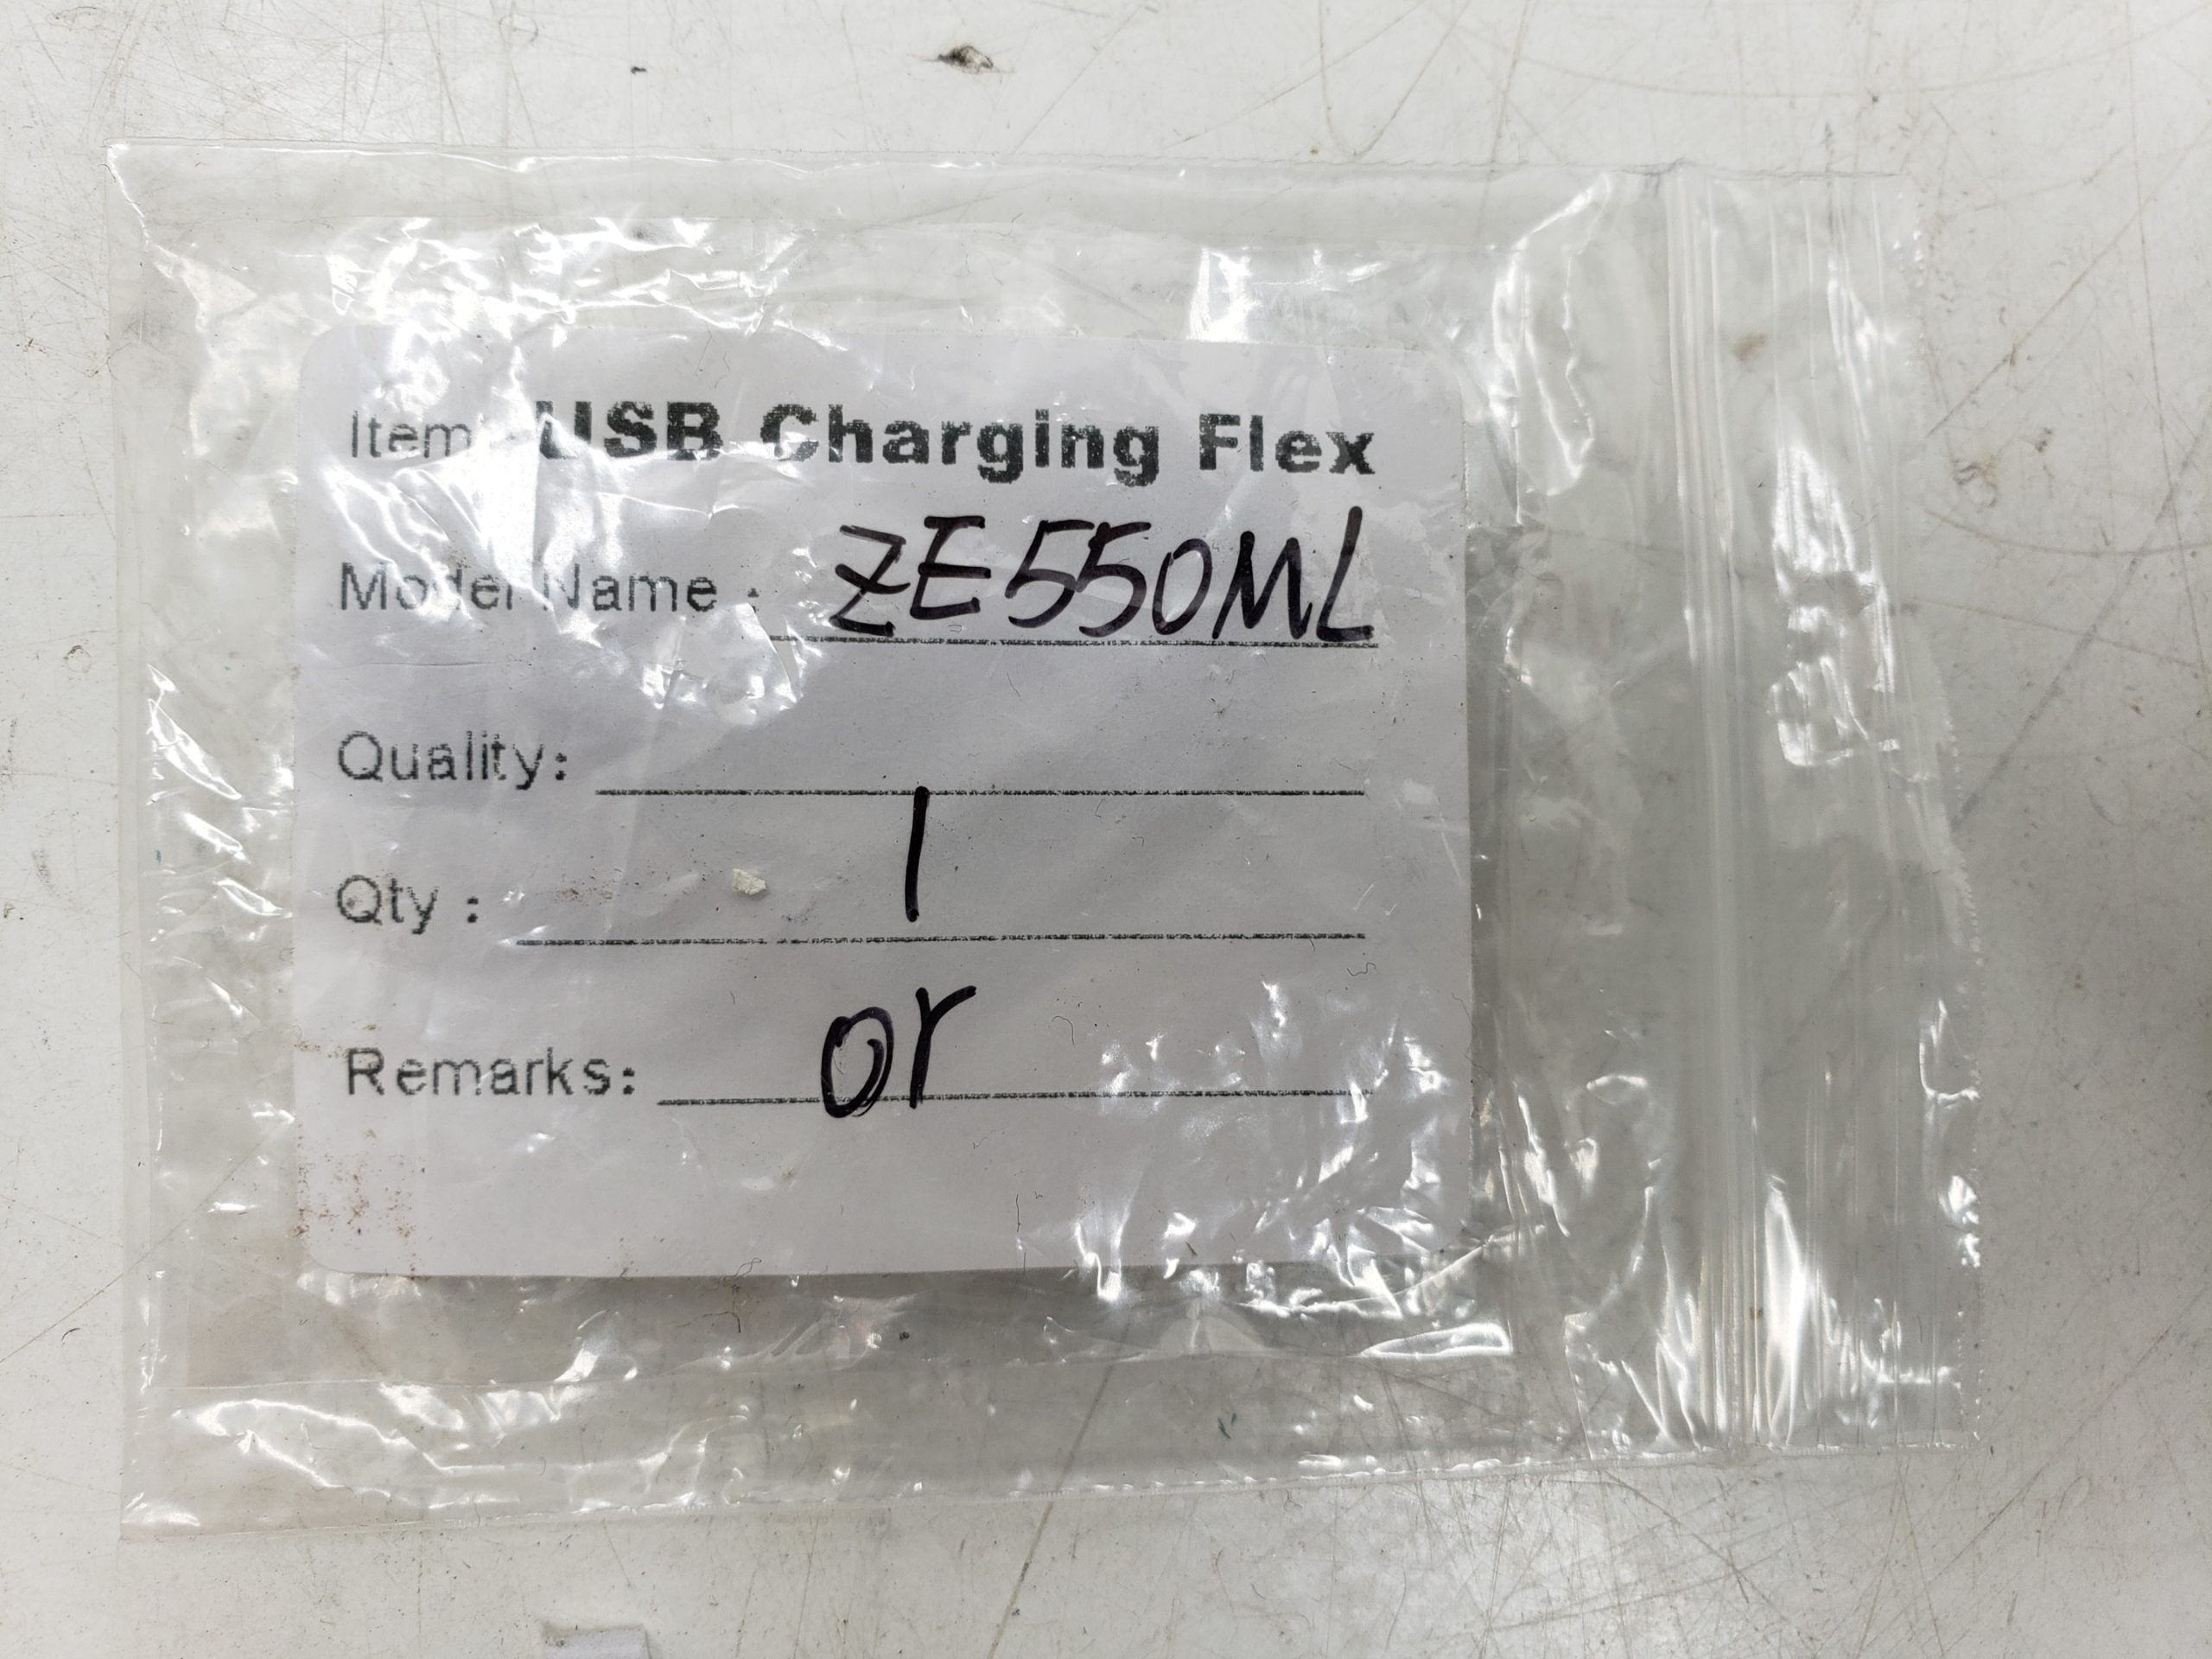 Item: USB Charging Flex
Model Name : ZE550ML
Quality:
Qty : 1
Remarks: or